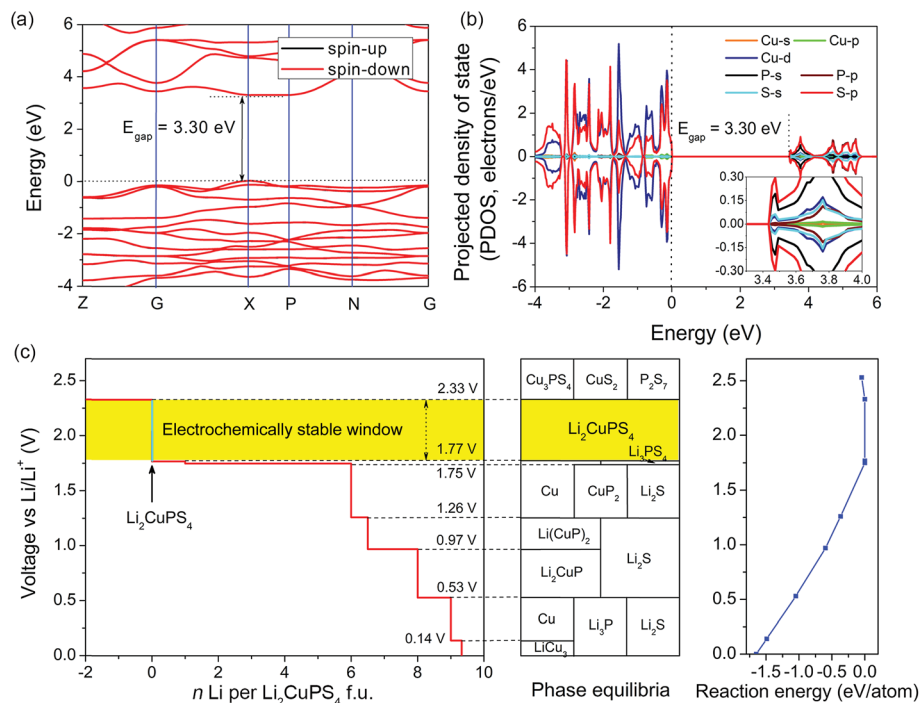 (a)
6
4
2
0
-2
-4
Energy (eV)
spin-up
spin-down
E_gap = 3.30 eV
Z G X P N G
(b)
6
4
2
0
-2
-4
-6
Projected density of state
(PDOS, electrons/eV)
Cu-s Cu-p
Cu-d
P-s P-p
S-s S-p
E_gap = 3.30 eV
0.30
0.15
0.00
-0.15
-0.30
3.4 3.6 3.8 4.0
-4 -2 0 2 4 6
Energy (eV)
(c)
2.5
2.0
1.5
1.0
0.5
0.0
Voltage vs Li/Li⁺ (V)
2.33 V
Electrochemically stable window
1.77 V
1.75 V
Li₂CuPS₄
1.26 V
0.97 V
0.53 V
0.14 V
-2 0 2 4 6 8 10
n Li per Li₂CuPS₄ f.u.
Cu₃PS₄ CuS₂ P₂S₇
Li₂CuPS₄
Li₃PS₄
Cu CuP₂ Li₂S
Li(CuP)₂
Li₂S
Li₂CuP
Cu Li₃P Li₂S
LiCu₃
Phase equilibria
2.5
2.0
1.5
1.0
0.5
0.0
-1.5 -1.0 -0.5 0.0
Reaction energy (eV/atom)